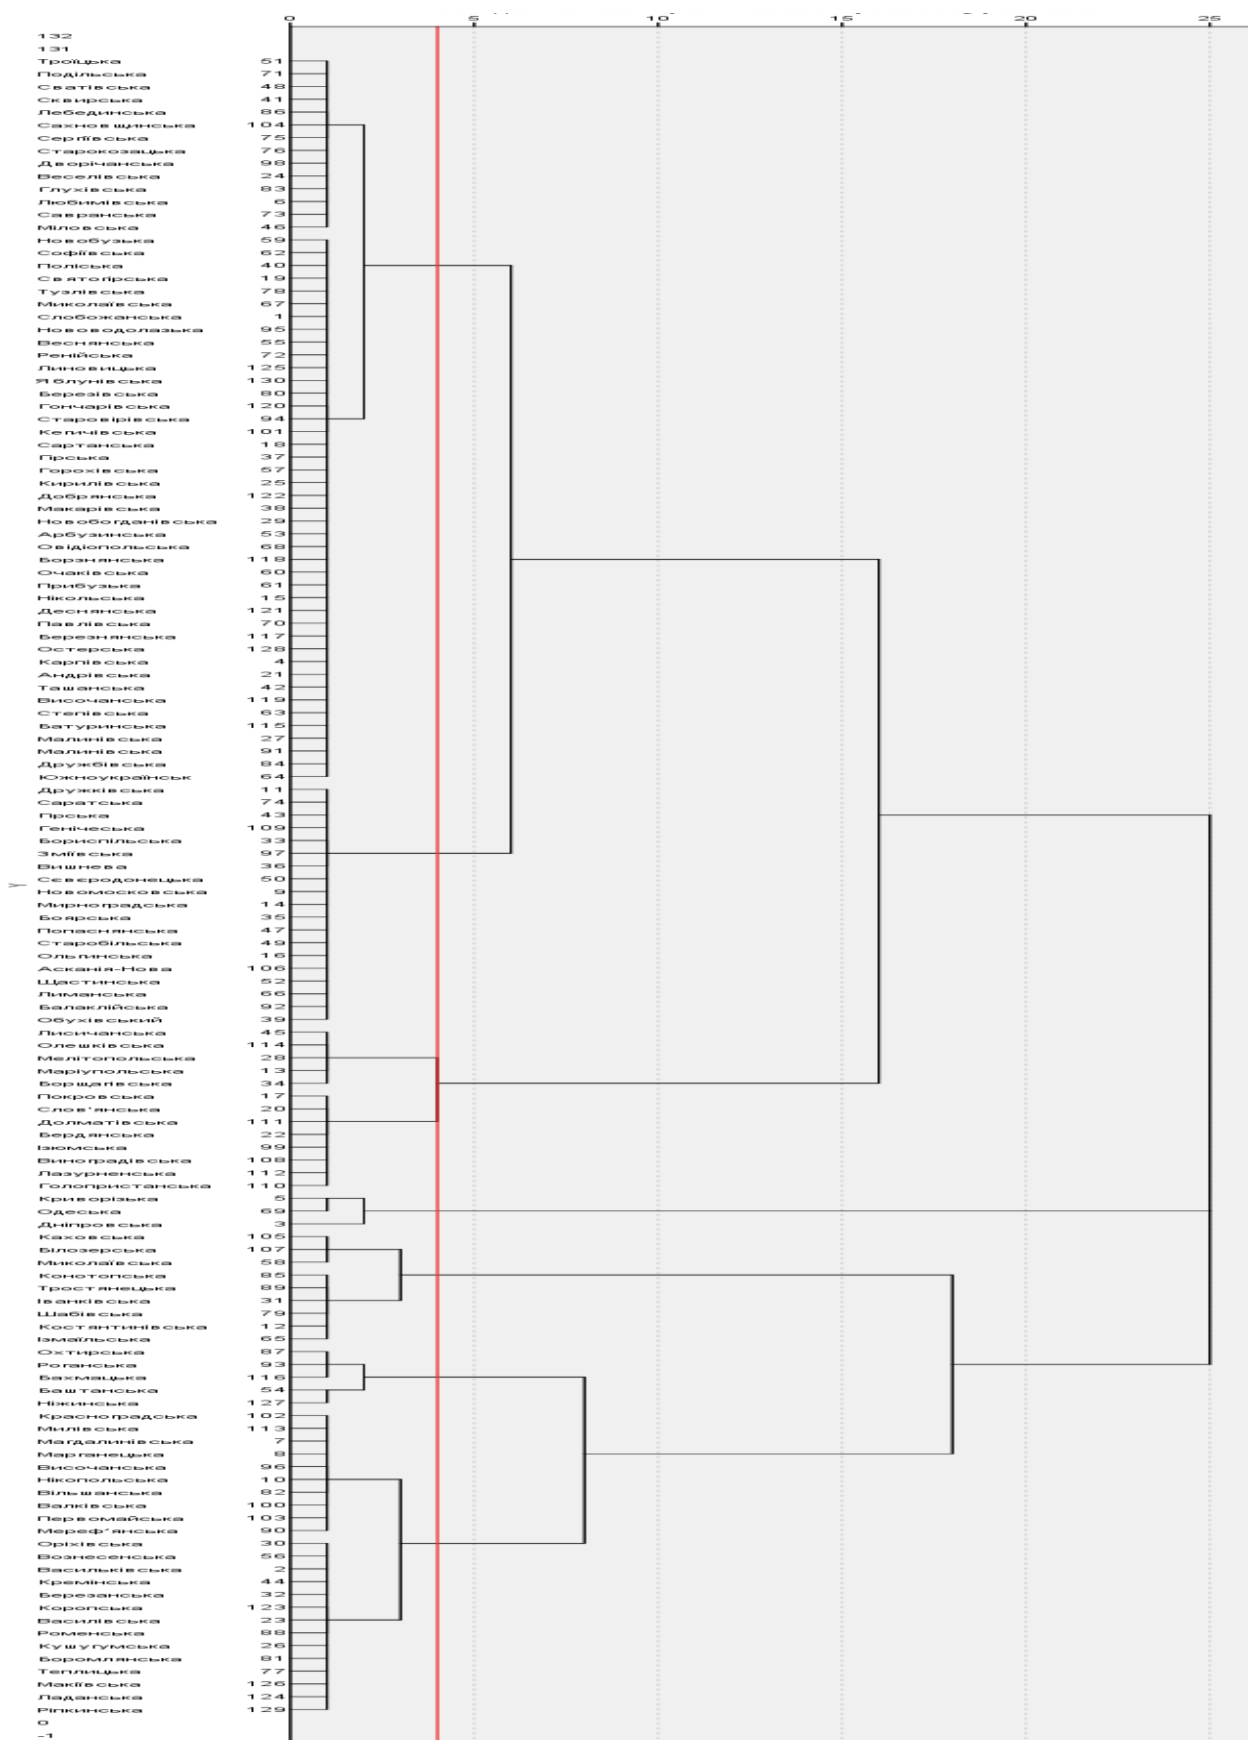 0 5 10 15 20 25
132
131
Троїцька 51
Подільська 71
Сватівська 48
Сквирська 41
Лебединська 86
Сахновщинська 104
Сергіївська 75
Старокозацька 76
Дворічанська 98
Веселівська 24
Глухівська 83
Любимівська 6
Савранська 73
Міловська 46
Новобузька 59
Софіївська 62
Поліська 40
Святогірська 19
Тузлівська 78
Миколаївська 67
Слобожанська 1
Нововодолазька 95
Веснянська 55
Ренійська 72
Линовицька 125
Яблунівська 130
Березівська 80
Гончарівська 120
Старовірівська 94
Кегичівська 101
Сартанська 18
Гірська 37
Горохівська 57
Кирилівська 25
Добрянська 122
Макарівська 38
Новобогданівська 29
Арбузинська 53
Овідіопольська 68
Борзнянська 118
Очаківська 60
Прибузька 61
Нікольська 15
Деснянська 121
Павлівська 70
Березнянська 117
Остерська 128
Карпівська 4
Андрівська 21
Ташанська 42
Височанська 119
Степівська 63
Батуринська 115
Малинівська 27
Малинівська 91
Дружбівська 84
Южноукраїнськ 64
Дружківська 11
Саратська 74
Гірська 43
Генічеська 109
Бориспільська 33
Зміївська 97
Вишнева 36
Сєвєродонецька 50
Новомосковська 9
Мирноградська 14
Боярська 35
Попаснянська 47
Старобільська 49
Ольгинська 16
Асканія-Нова 106
Щастинська 52
Лиманська 66
Балаклійська 92
Обухівський 39
Лисичанська 45
Олешківська 114
Мелітопольська 28
Маріупольська 13
Борщагівська 34
Покровська 17
Слов'янська 20
Долматівська 111
Бердянська 22
Ізюмська 99
Виноградівська 108
Лазурненська 112
Голопристанська 110
Криворізька 5
Одеська 69
Дніпровська 3
Каховська 105
Білозерська 107
Миколаївська 58
Конотопська 85
Тростянецька 89
Іванківська 31
Шабівська 79
Костянтинівська 12
Ізмаїльська 65
Охтирська 87
Роганська 93
Бахмацька 116
Баштанська 54
Ніжинська 127
Красноградська 102
Милівська 113
Магдалинівська 7
Марганецька 8
Височанська 96
Нікопольська 10
Вільшанська 82
Валківська 100
Первомайська 103
Мереф'янська 90
Оріхівська 30
Вознесенська 56
Васильківська 2
Кремінська 44
Березанська 32
Коропська 123
Василівська 23
Роменська 88
Кушугумська 26
Боромлянська 81
Теплицька 77
Макіївська 126
Ладанська 124
Ріпкинська 129
0
-1
Y